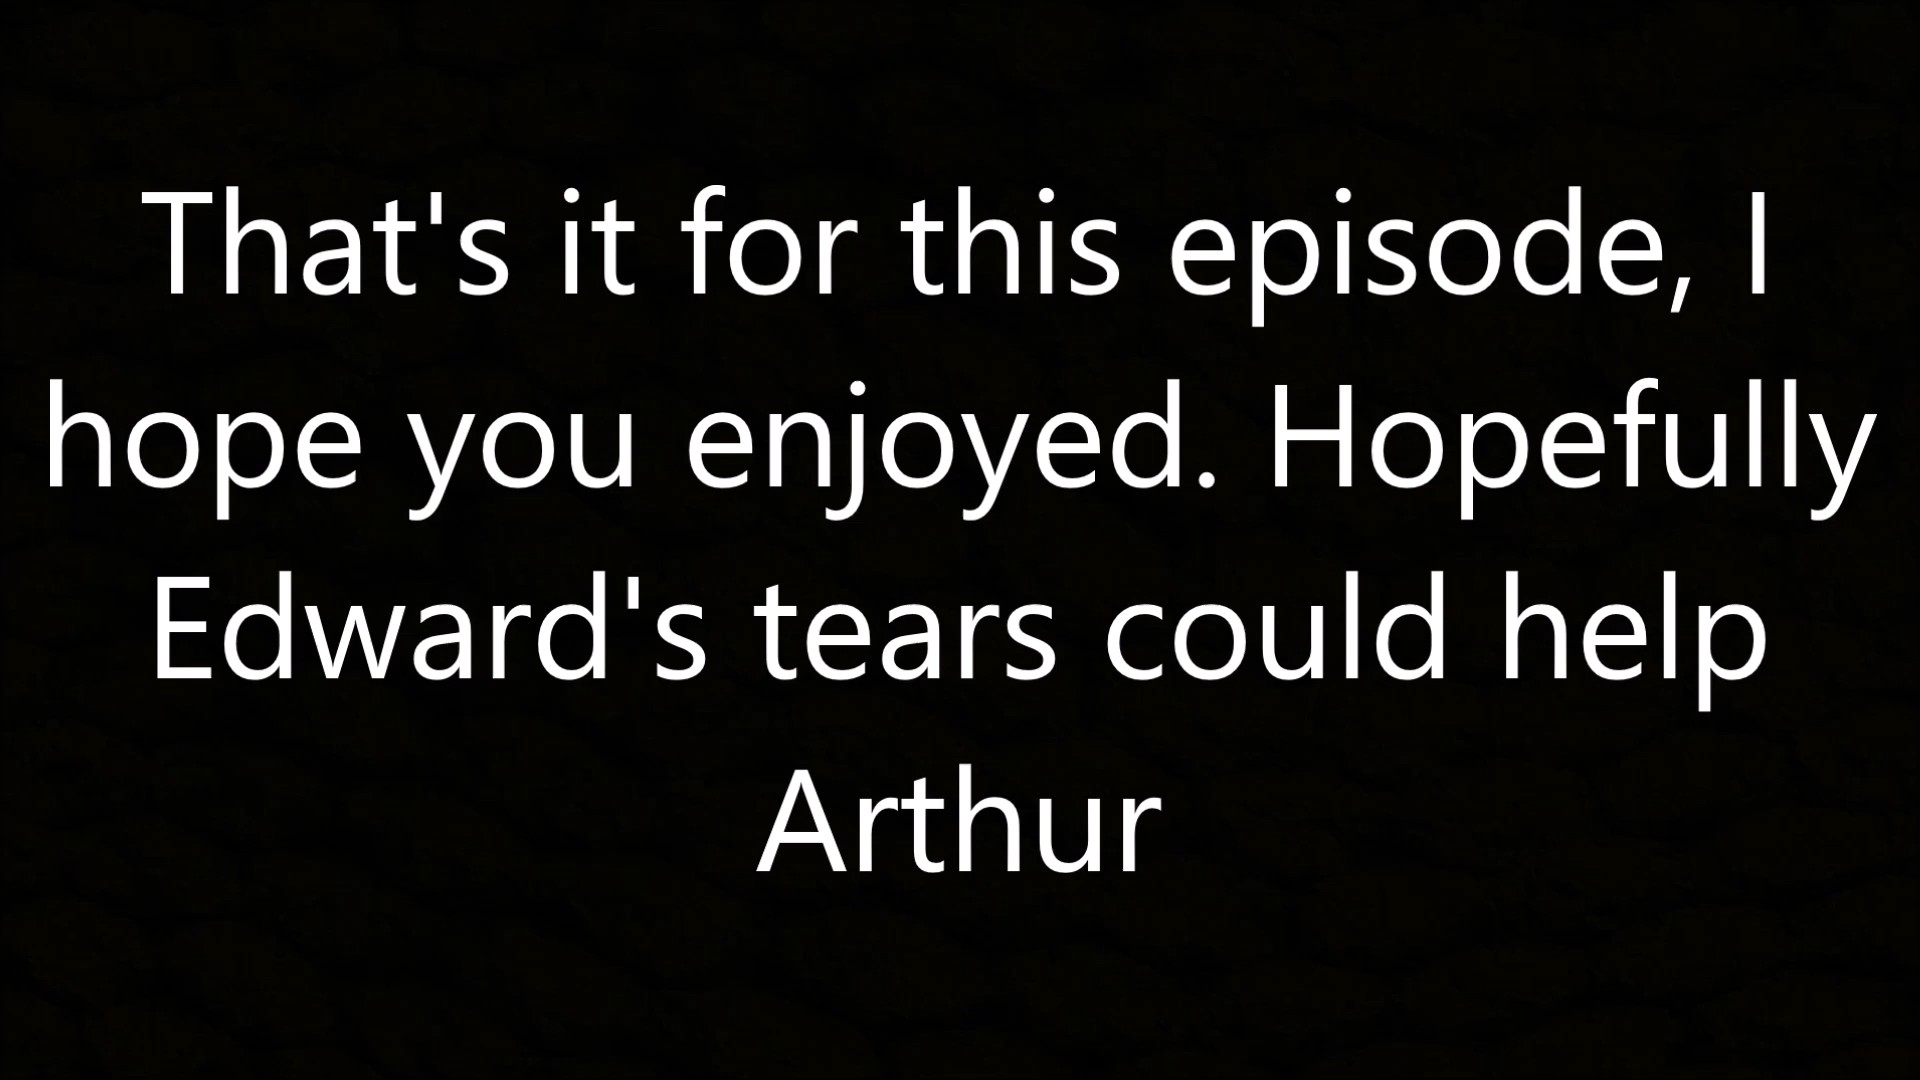 That's it for this episode, I
hope you enjoyed. Hopefully
Edward's tears could help
Arthur